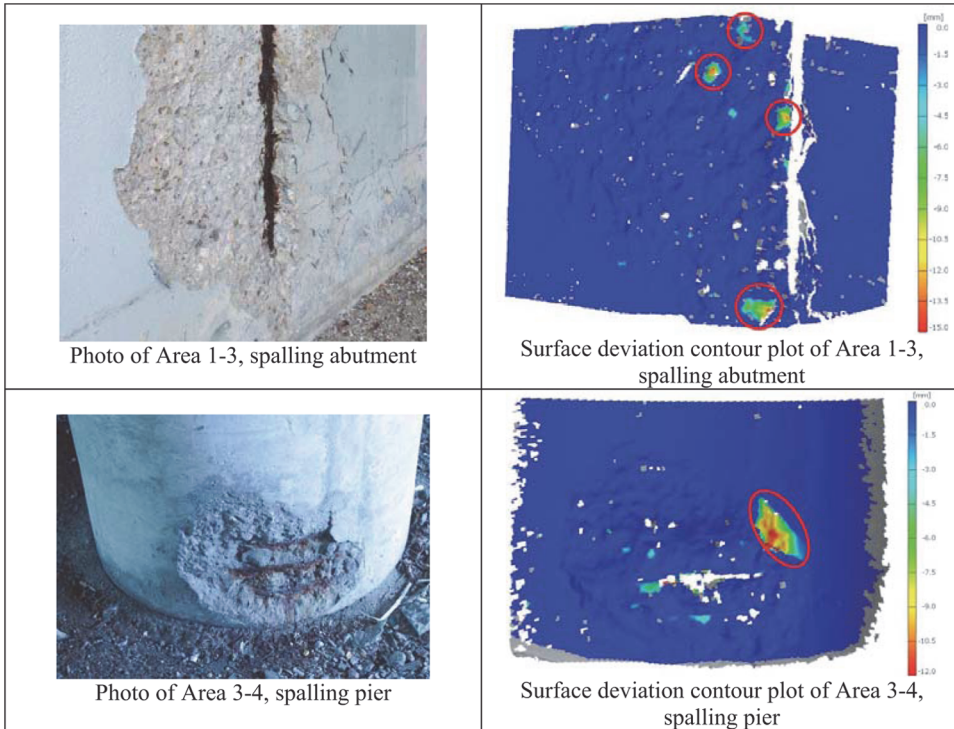 [mm]
0.0
-1.5
-3.0
-4.5
-6.0
-7.5
-9.0
-10.5
-12.0
-13.5
-15.0
Photo of Area 1-3, spalling abutment
Surface deviation contour plot of Area 1-3,
spalling abutment
[mm]
0.0
-1.5
-3.0
-4.5
-6.0
-7.5
-9.0
-10.5
-12.0
Photo of Area 3-4, spalling pier
Surface deviation contour plot of Area 3-4,
spalling pier